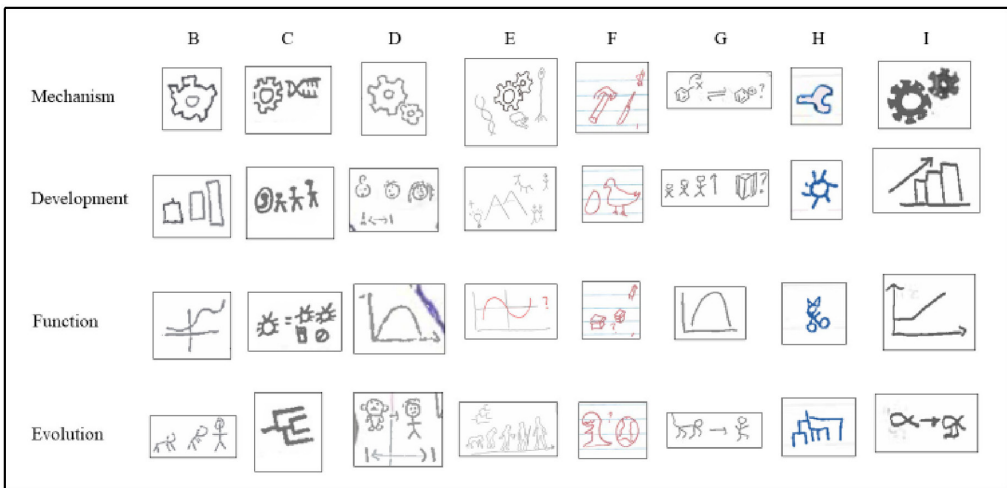 B C D E F G H I
Mechanism
?
Development
?
Function
?
=
Evolution